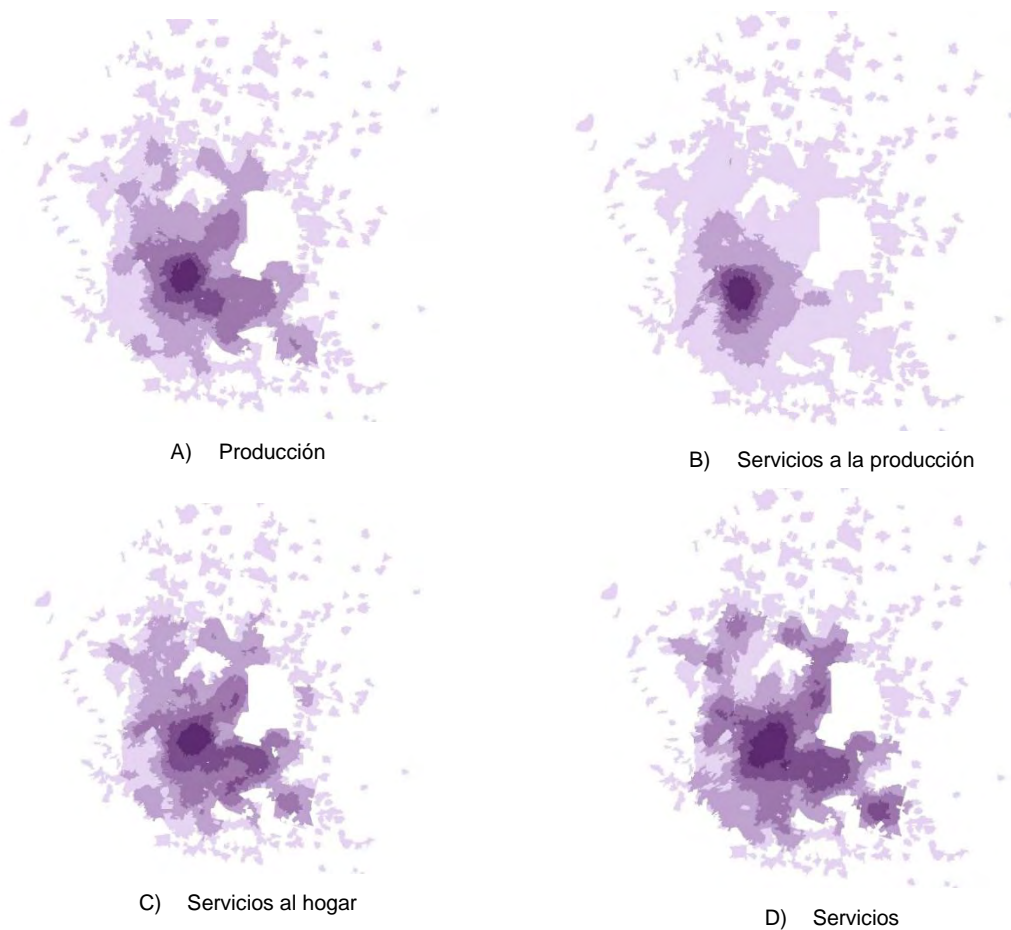 A) Producción
B) Servicios a la producción
C) Servicios al hogar
D) Servicios